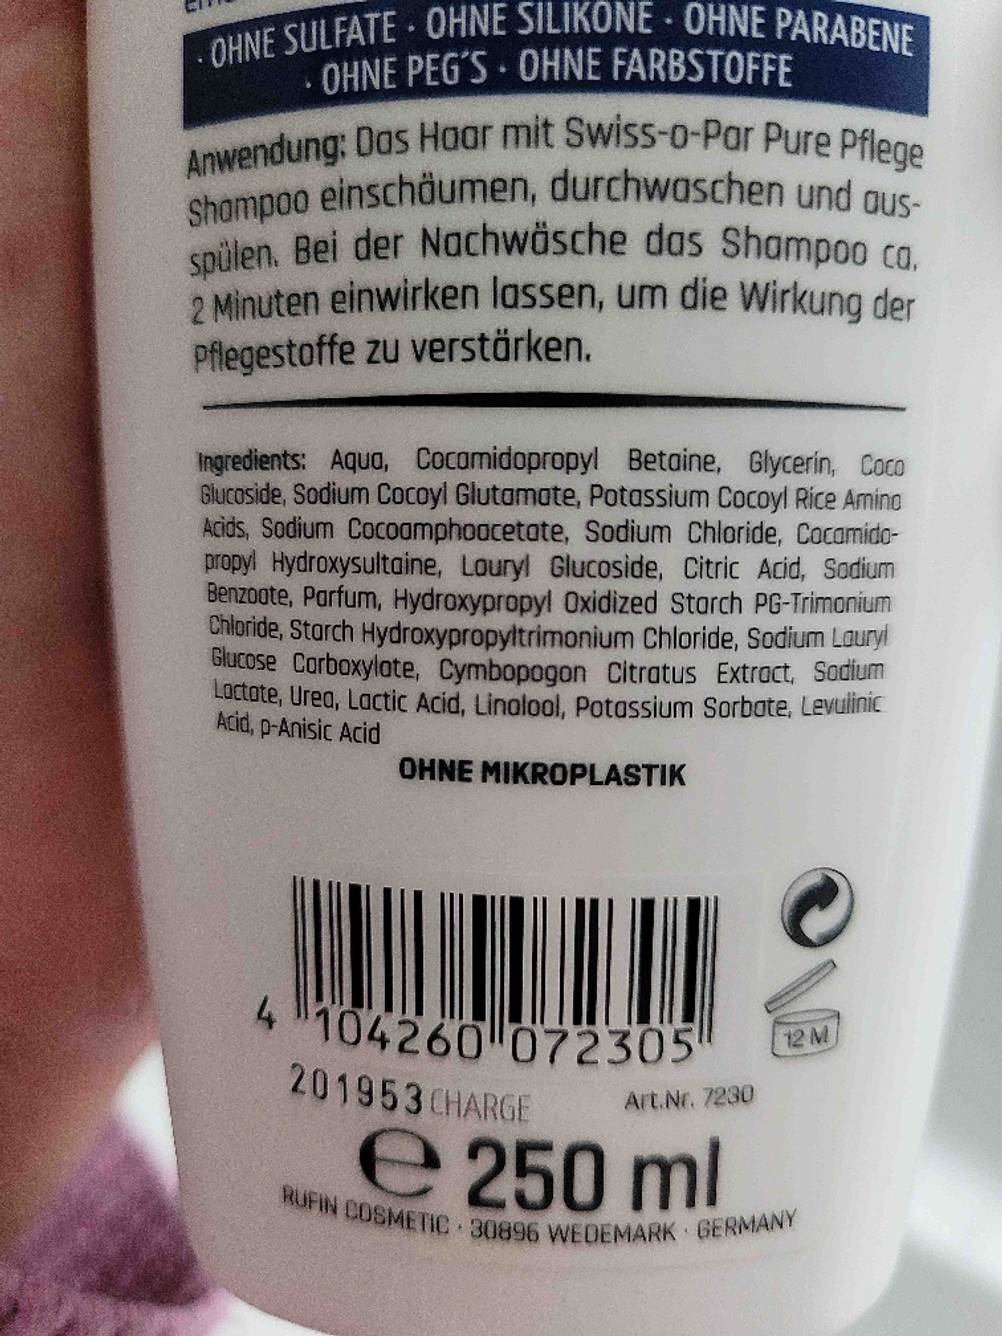 · OHNE SULFATE · OHNE SILIKONE · OHNE PARABENE
· OHNE PEG´S · OHNE FARBSTOFFE
Anwendung: Das Haar mit Swiss-o-Par Pure Pflege
Shampoo einschäumen, durchwaschen und aus-
spülen. Bei der Nachwäsche das Shampoo ca.
2 Minuten einwirken lassen, um die Wirkung der
Pflegestoffe zu verstärken.
Ingredients: Aqua, Cocamidopropyl Betaine, Glycerin, Coco
Glucoside, Sodium Cocoyl Glutamate, Potassium Cocoyl Rice Amino
Acids, Sodium Cocoamphoacetate, Sodium Chloride, Cocamido-
propyl Hydroxysultaine, Lauryl Glucoside, Citric Acid, Sodium
Benzoate, Parfum, Hydroxypropyl Oxidized Starch PG-Trimonium
Chloride, Starch Hydroxypropyltrimonium Chloride, Sodium Lauryl
Glucose Carboxylate, Cymbopogon Citratus Extract, Sodium
Lactate, Urea, Lactic Acid, Linalool, Potassium Sorbate, Levulinic
Acid, p-Anisic Acid
OHNE MIKROPLASTIK
4 104260 072305
12 M
201953 CHARGE
Art.Nr. 7230
e 250 ml
RUFIN COSMETIC · 30896 WEDEMARK · GERMANY